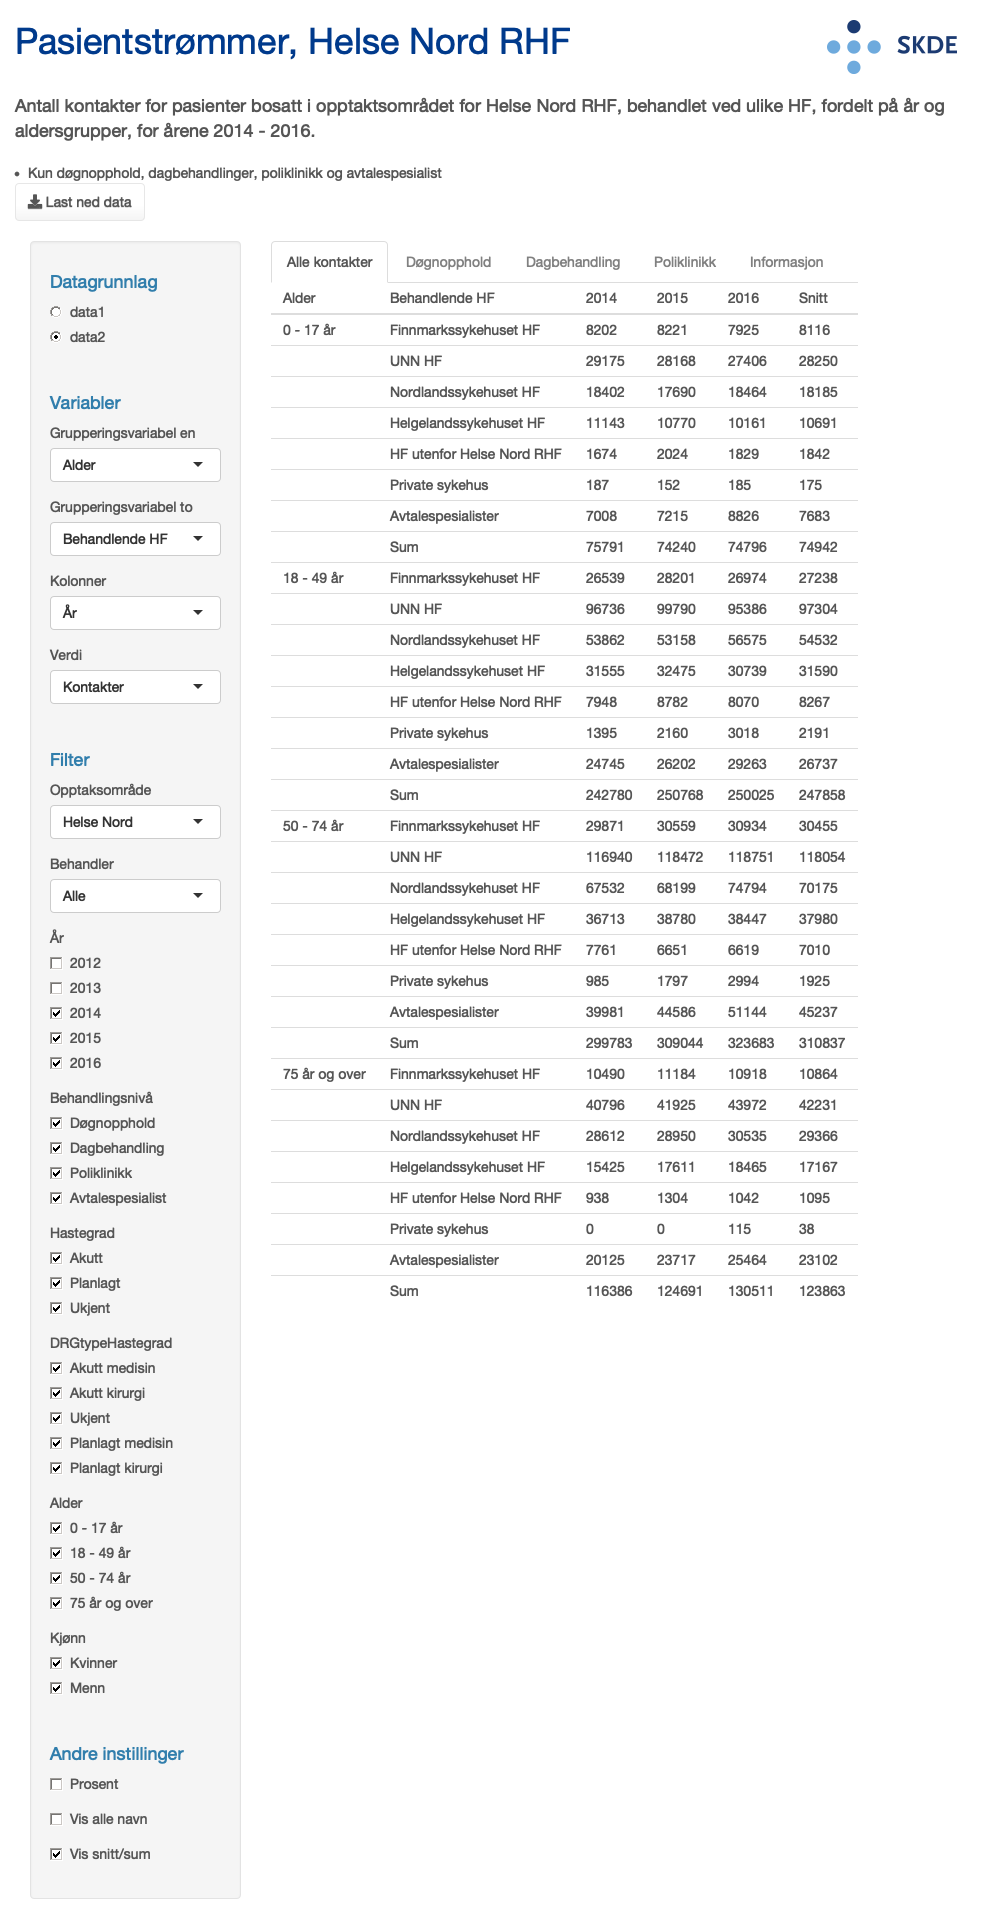 Pasientstrømmer, Helse Nord RHF
SKDE
Antall kontakter for pasienter bosatt i opptaktsområdet for Helse Nord RHF, behandlet ved ulike HF, fordelt på år og
aldersgrupper, for årene 2014 - 2016.
• Kun døgnopphold, dagbehandlinger, poliklinikk og avtalespesialist
Last ned data
Datagrunnlag
data1
data2
Variabler
Grupperingsvariabel en
Alder
Grupperingsvariabel to
Behandlende HF
Kolonner
År
Verdi
Kontakter
Filter
Opptaksområde
Helse Nord
Behandler
Alle
År
2012
2013
2014
2015
2016
Behandlingsnivå
Døgnopphold
Dagbehandling
Poliklinikk
Avtalespesialist
Hastegrad
Akutt
Planlagt
Ukjent
DRGtypeHastegrad
Akutt medisin
Akutt kirurgi
Ukjent
Planlagt medisin
Planlagt kirurgi
Alder
0 - 17 år
18 - 49 år
50 - 74 år
75 år og over
Kjønn
Kvinner
Menn
Andre instillinger
Prosent
Vis alle navn
Vis snitt/sum
Alle kontakter Døgnopphold Dagbehandling Poliklinikk Informasjon
Alder Behandlende HF 2014 2015 2016 Snitt
0 - 17 år Finnmarkssykehuset HF 8202 8221 7925 8116
UNN HF 29175 28168 27406 28250
Nordlandssykehuset HF 18402 17690 18464 18185
Helgelandssykehuset HF 11143 10770 10161 10691
HF utenfor Helse Nord RHF 1674 2024 1829 1842
Private sykehus 187 152 185 175
Avtalespesialister 7008 7215 8826 7683
Sum 75791 74240 74796 74942
18 - 49 år Finnmarkssykehuset HF 26539 28201 26974 27238
UNN HF 96736 99790 95386 97304
Nordlandssykehuset HF 53862 53158 56575 54532
Helgelandssykehuset HF 31555 32475 30739 31590
HF utenfor Helse Nord RHF 7948 8782 8070 8267
Private sykehus 1395 2160 3018 2191
Avtalespesialister 24745 26202 29263 26737
Sum 242780 250768 250025 247858
50 - 74 år Finnmarkssykehuset HF 29871 30559 30934 30455
UNN HF 116940 118472 118751 118054
Nordlandssykehuset HF 67532 68199 74794 70175
Helgelandssykehuset HF 36713 38780 38447 37980
HF utenfor Helse Nord RHF 7761 6651 6619 7010
Private sykehus 985 1797 2994 1925
Avtalespesialister 39981 44586 51144 45237
Sum 299783 309044 323683 310837
75 år og over Finnmarkssykehuset HF 10490 11184 10918 10864
UNN HF 40796 41925 43972 42231
Nordlandssykehuset HF 28612 28950 30535 29366
Helgelandssykehuset HF 15425 17611 18465 17167
HF utenfor Helse Nord RHF 938 1304 1042 1095
Private sykehus 0 0 115 38
Avtalespesialister 20125 23717 25464 23102
Sum 116386 124691 130511 123863